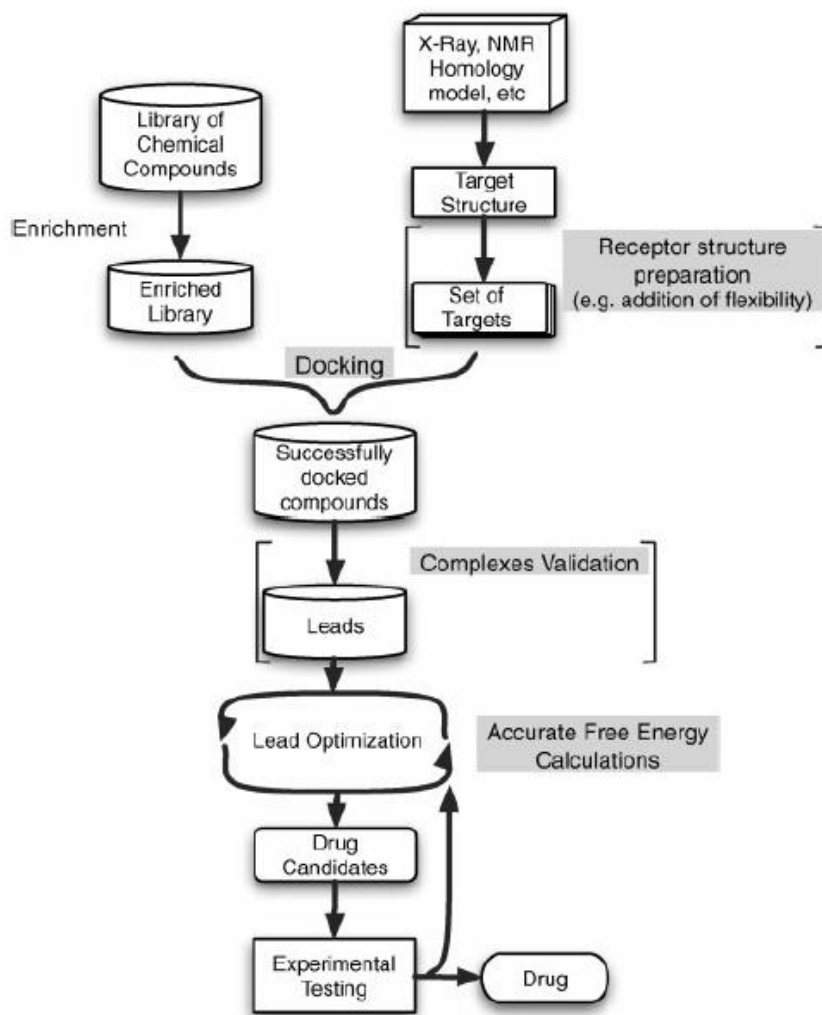 X-Ray, NMR
Homology
model, etc
Library of
Chemical
Compounds
Target
Structure
Enrichment
Receptor structure
preparation
(e.g. addition of flexibility)
Enriched
Library
Set of
Targets
Docking
Successfully
docked
compounds
Complexes Validation
Leads
Lead Optimization
Accurate Free Energy
Calculations
Drug
Candidates
Experimental
Testing
Drug